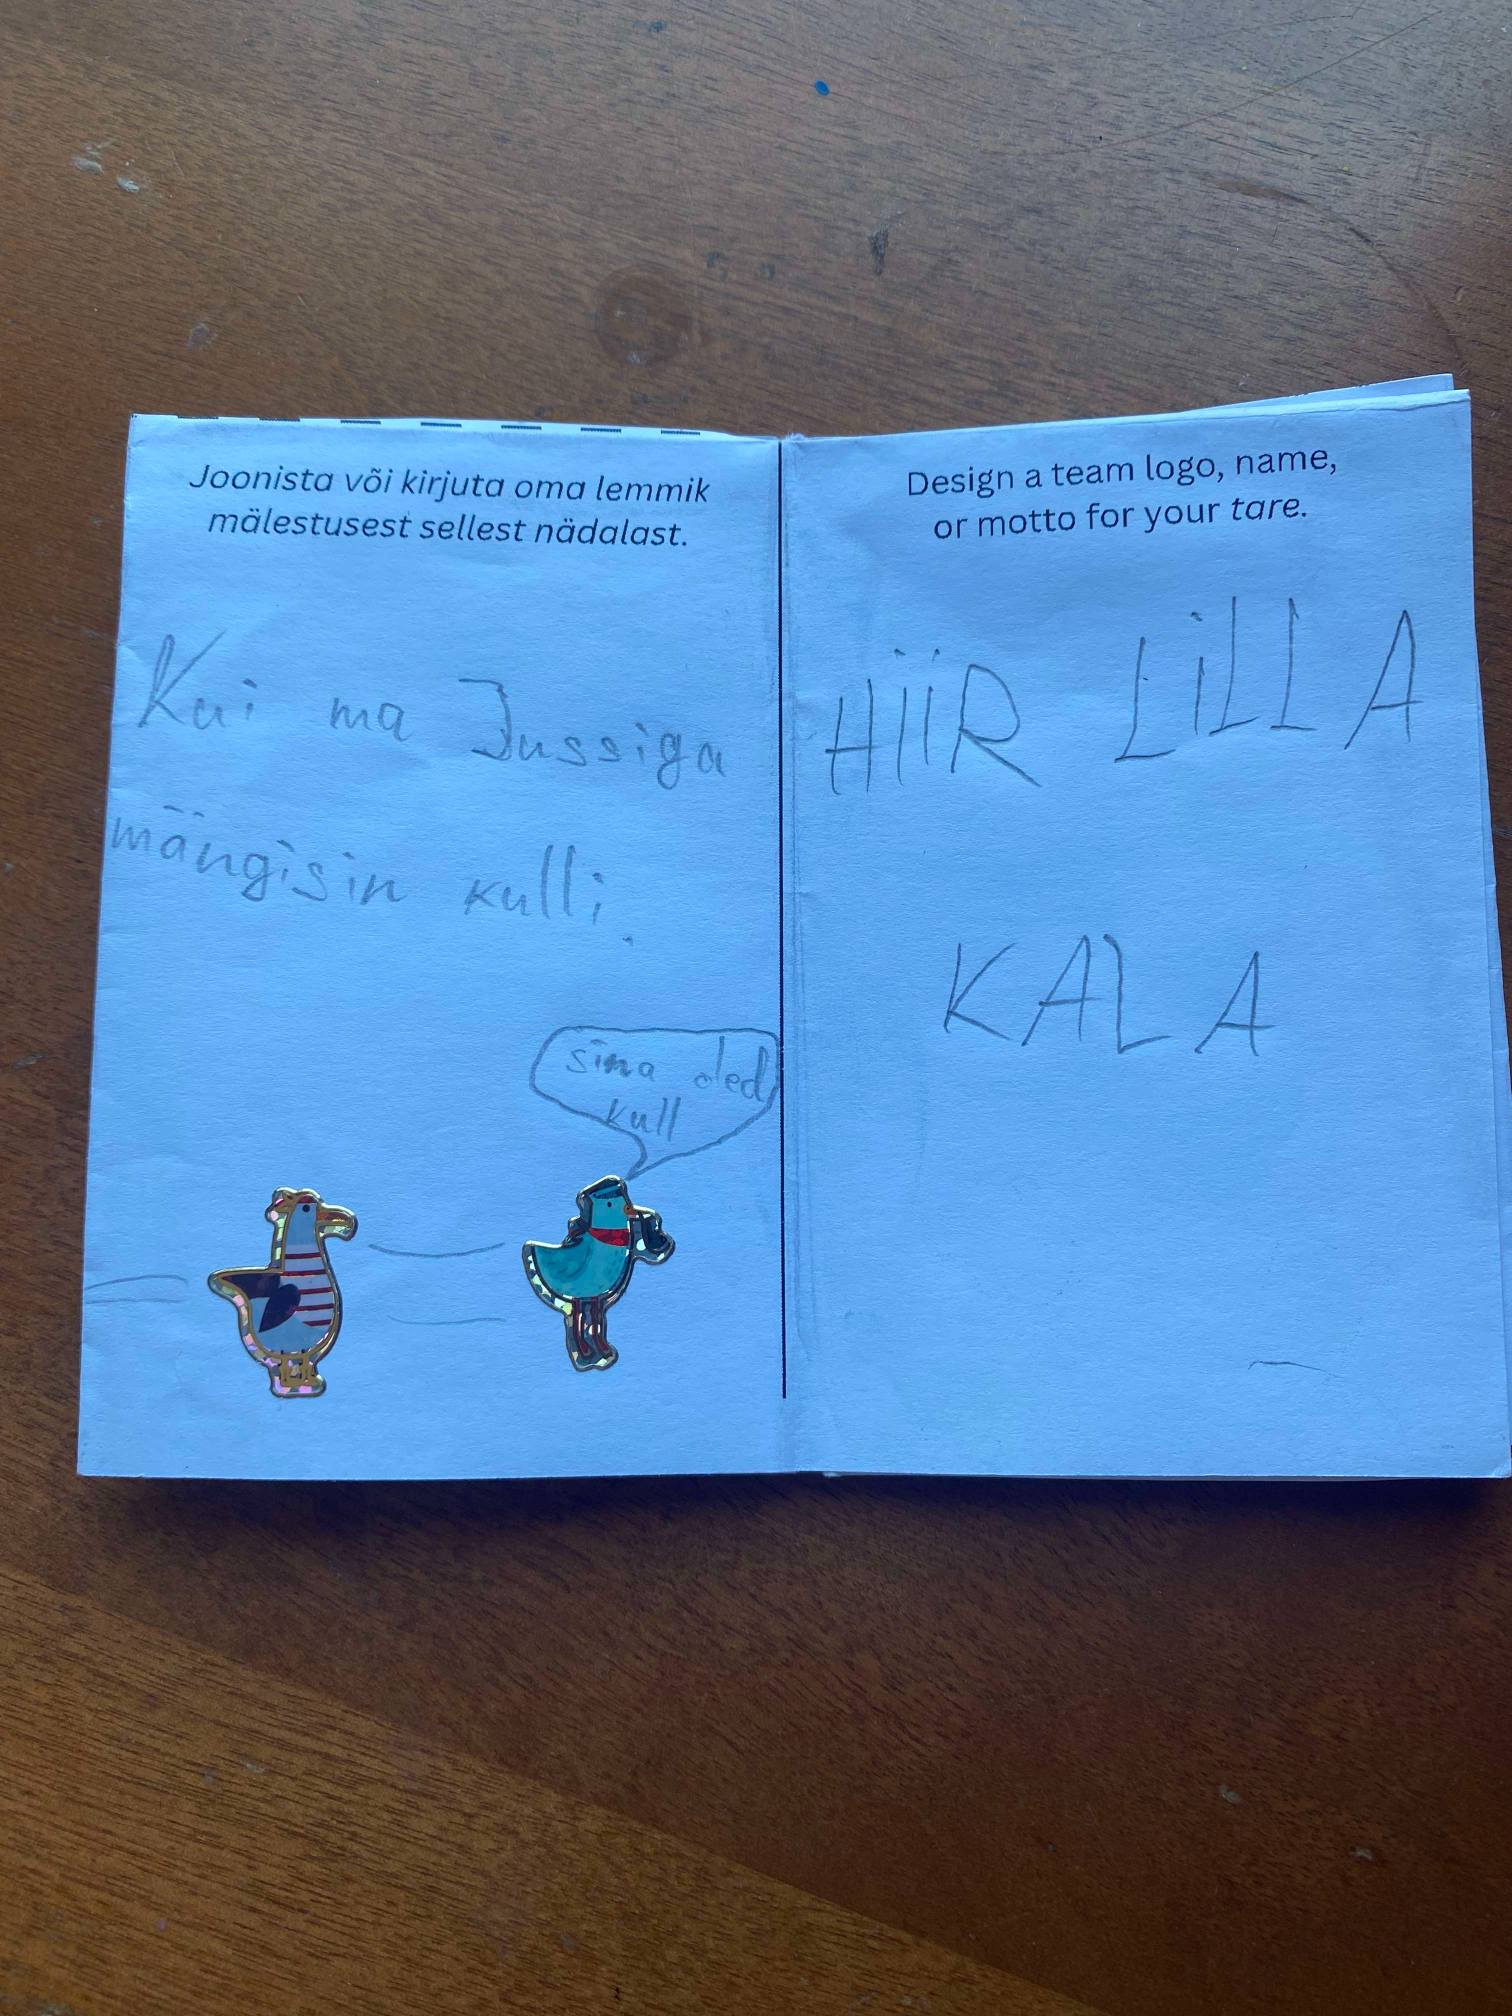 Joonista või kirjuta oma lemmik
mälestusest sellest nädalast.
Kui ma Jussiga
mängisin kulli.
sina oled
kull
Design a team logo, name,
or motto for your tare.
HiiR LiLLA
KALA